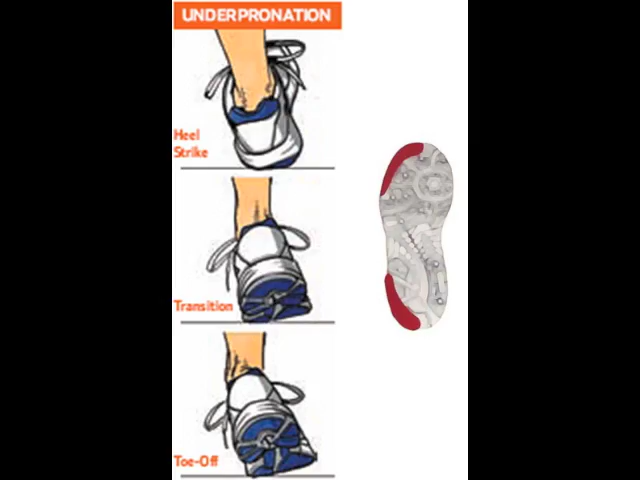 UNDERPRONATION
Heel
Strike
Transition
Toe-Off